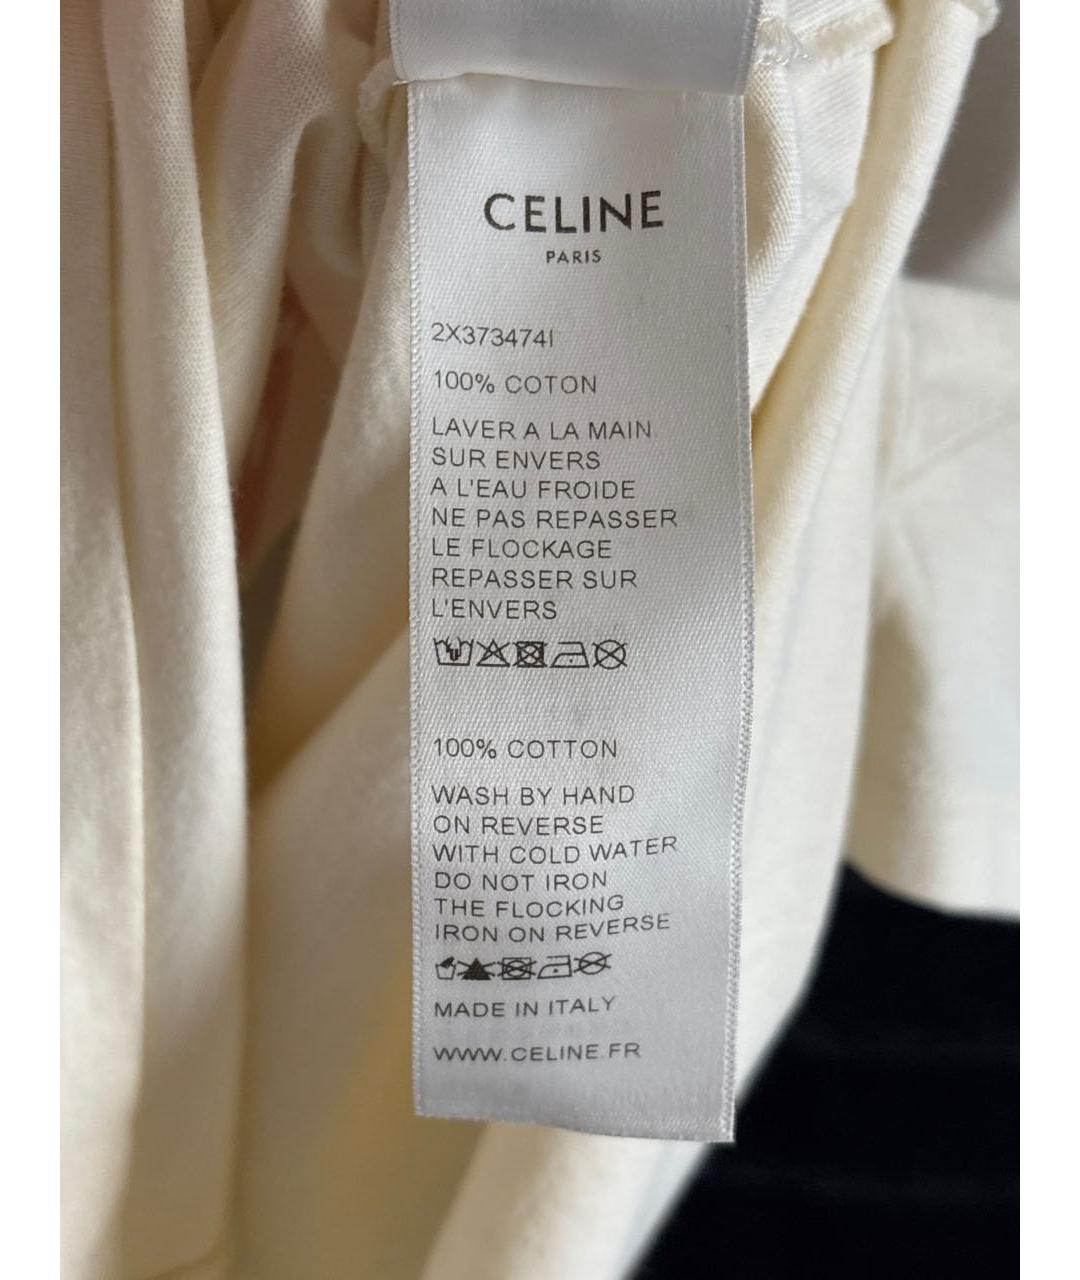 CELINE
PARIS
2X373474I
100% COTON
LAVER A LA MAIN
SUR ENVERS
A L'EAU FROIDE
NE PAS REPASSER
LE FLOCKAGE
REPASSER SUR
L'ENVERS
100% COTTON
WASH BY HAND
ON REVERSE
WITH COLD WATER
DO NOT IRON
THE FLOCKING
IRON ON REVERSE
MADE IN ITALY
WWW.CELINE.FR